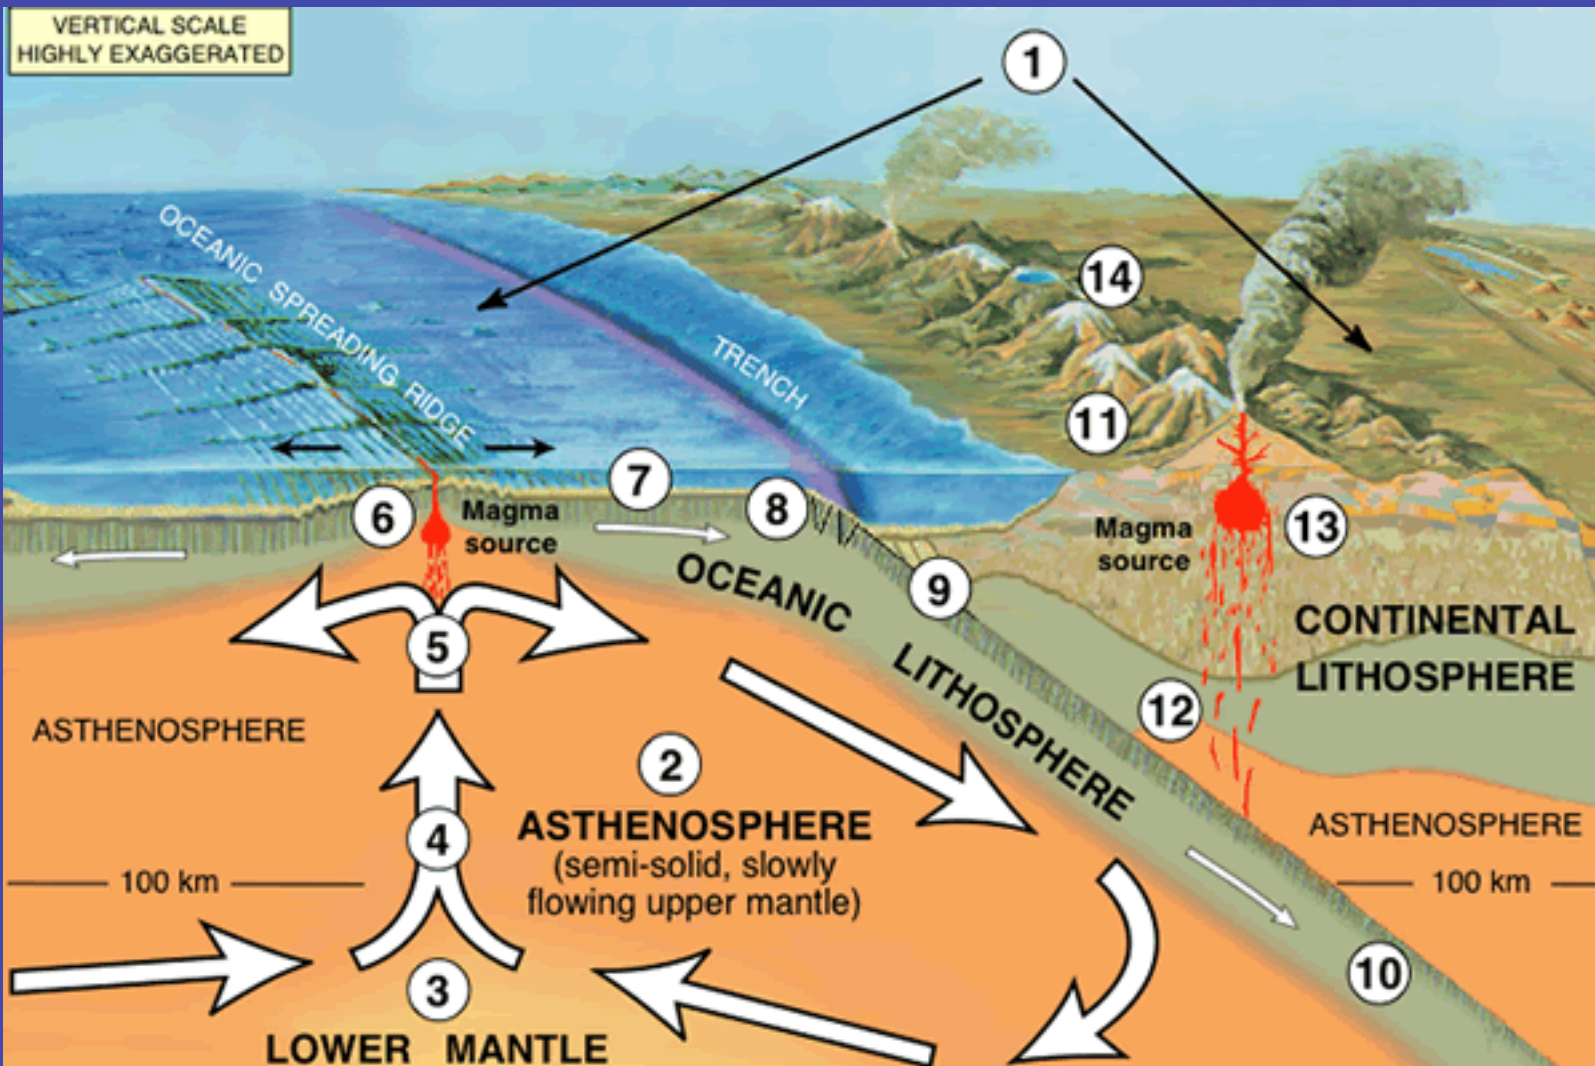 VERTICAL SCALE
HIGHLY EXAGGERATED
1
OCEANIC SPREADING RIDGE
TRENCH
14
11
6
Magma
source
7
8
9
Magma
source
13
OCEANIC LITHOSPHERE
CONTINENTAL
LITHOSPHERE
5
12
ASTHENOSPHERE
2
ASTHENOSPHERE
(semi-solid, slowly
flowing upper mantle)
4
ASTHENOSPHERE
100 km
100 km
10
3
LOWER MANTLE